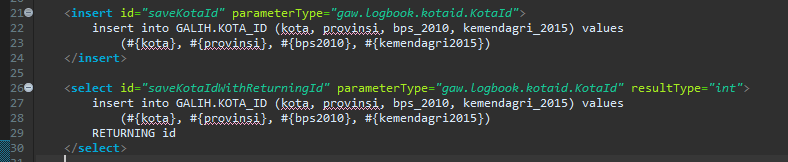 21 <insert id="saveKotaId" parameterType="gaw.logbook.kotaid.KotaId">
22 insert into GALIH.KOTA_ID (kota, provinsi, bps_2010, kemendagri_2015) values
23 (#{kota}, #{provinsi}, #{bps2010}, #{kemendagri2015})
24 </insert>
25
26 <select id="saveKotaIdWithReturningId" parameterType="gaw.logbook.kotaid.KotaId" resultType="int">
27 insert into GALIH.KOTA_ID (kota, provinsi, bps_2010, kemendagri_2015) values
28 (#{kota}, #{provinsi}, #{bps2010}, #{kemendagri2015})
29 RETURNING id
30 </select>